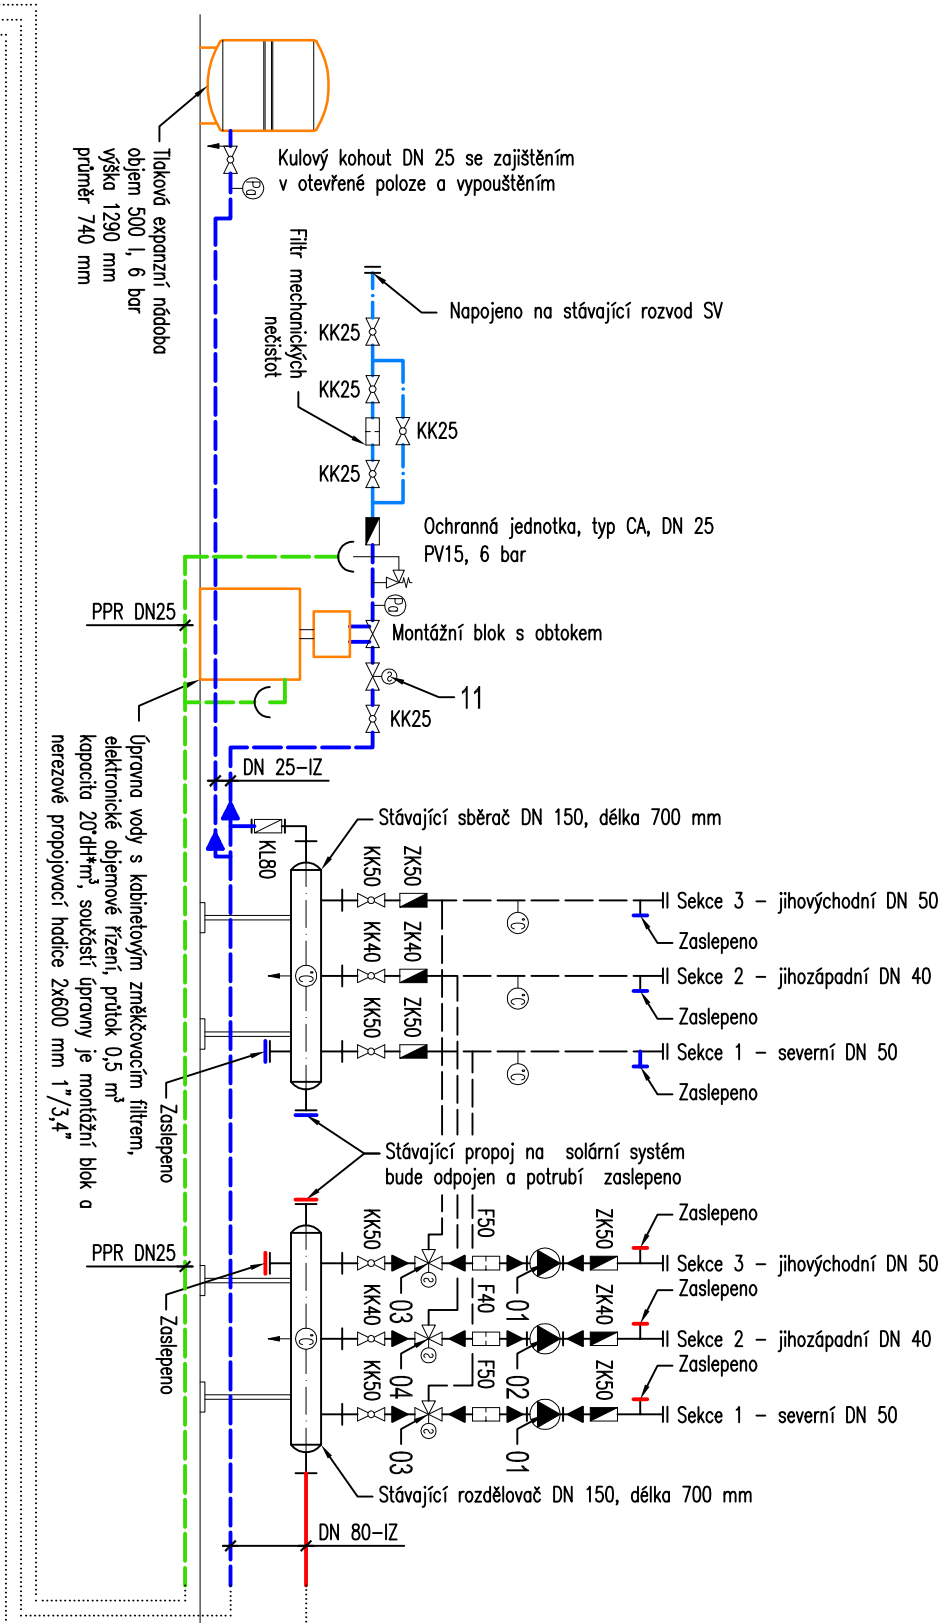 Kulový kohout DN 25 se zajištěním
v otevřené poloze a vypouštěním
Pa
Tlaková expanzní nádoba
objem 500 l, 6 bar
výška 1290 mm
průměr 740 mm
Filtr mechanických
nečistot
Napojeno na stávající rozvod SV
KK25
KK25
KK25
KK25
Ochranná jednotka, typ CA, DN 25
PV15, 6 bar
Pa
PPR DN25
Montážní blok s obtokem
S
11
KK25
DN 25-IZ
Úpravna vody s kabinetovým změkčovacím filtrem,
elektronické objemové řízení, průtok 0,5 m³
kapacita 20°dH*m³, součástí úpravny je montážní blok a
nerezové propojovací hadice 2x600 mm 1"/3,4"
KL80
Stávající sběrač DN 150, délka 700 mm
KK50
ZK50
°C
Sekce 3 - jihovýchodní DN 50
Zaslepeno
KK40
ZK40
°C
°C
Sekce 2 - jihozápadní DN 40
Zaslepeno
KK50
ZK50
°C
Sekce 1 - severní DN 50
Zaslepeno
Zaslepeno
Stávající propoj na solární systém
bude odpojen a potrubí zaslepeno
PPR DN25
Zaslepeno
KK50
03
S
F50
01
ZK50
Zaslepeno
Sekce 3 - jihovýchodní DN 50
Zaslepeno
°C
KK40
04
S
F40
02
ZK40
Sekce 2 - jihozápadní DN 40
Zaslepeno
KK50
03
S
F50
01
ZK50
Sekce 1 - severní DN 50
Stávající rozdělovač DN 150, délka 700 mm
DN 80-IZ